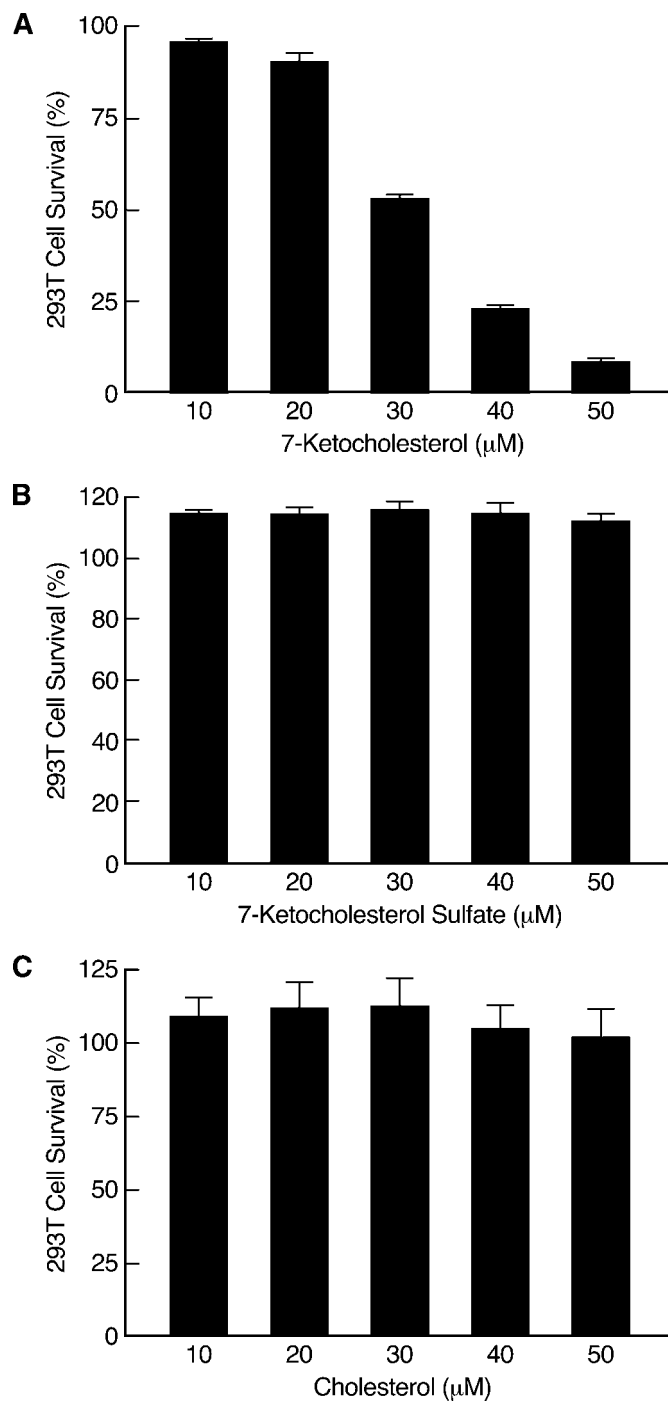 A
293T Cell Survival (%)
100
75
50
25
0
10 20 30 40 50
7-Ketocholesterol (μM)
B
293T Cell Survival (%)
120
100
80
60
40
20
0
10 20 30 40 50
7-Ketocholesterol Sulfate (μM)
C
293T Cell Survival (%)
125
100
75
50
25
0
10 20 30 40 50
Cholesterol (μM)